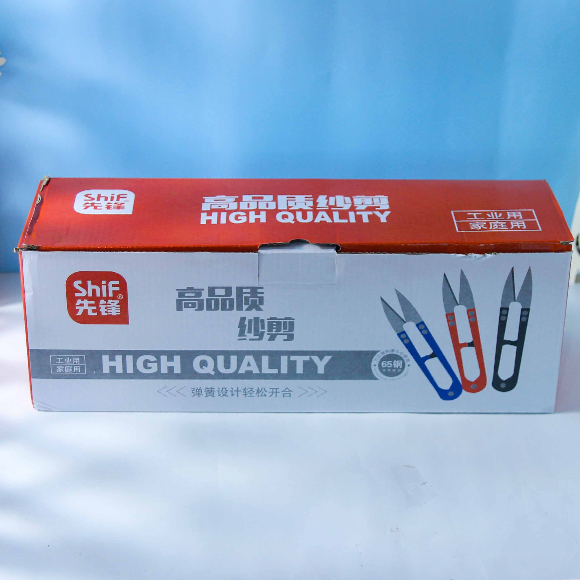 ShiF
先锋
高品质纱剪
HIGH QUALITY
工业用
家庭用
ShiF
先锋®
高品质
纱剪
工业用
家庭用
HIGH QUALITY
65钢
<<< 弹簧设计轻松开合 >>>